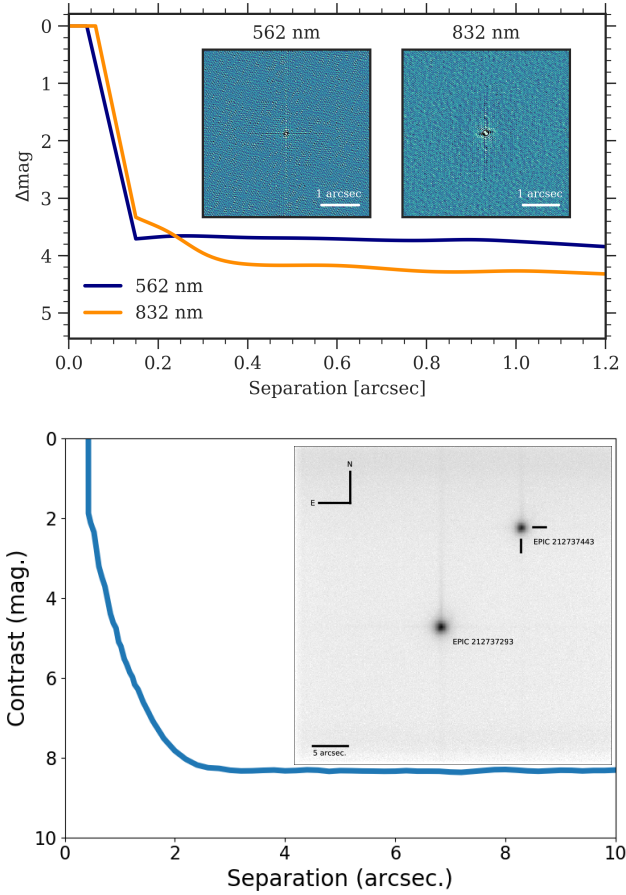 562 nm
832 nm
0
1
2
3
4
5
Δmag
1 arcsec
1 arcsec
562 nm
832 nm
0.0
0.2
0.4
0.6
0.8
1.0
1.2
Separation [arcsec]
0
2
4
6
8
10
Contrast (mag.)
N
E
EPIC 212737443
EPIC 212737293
5 arcsec.
0
2
4
6
8
10
Separation (arcsec.)